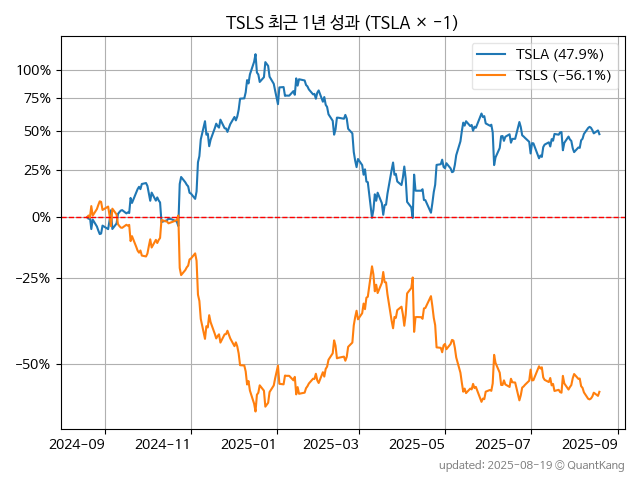 TSLS 최근 1년 성과 (TSLA × −1)
TSLA (47.9%)
TSLS (−56.1%)
100%
75%
50%
25%
0%
−25%
−50%
2024-09 2024-11 2025-01 2025-03 2025-05 2025-07 2025-09
updated: 2025-08-19 © QuantKang